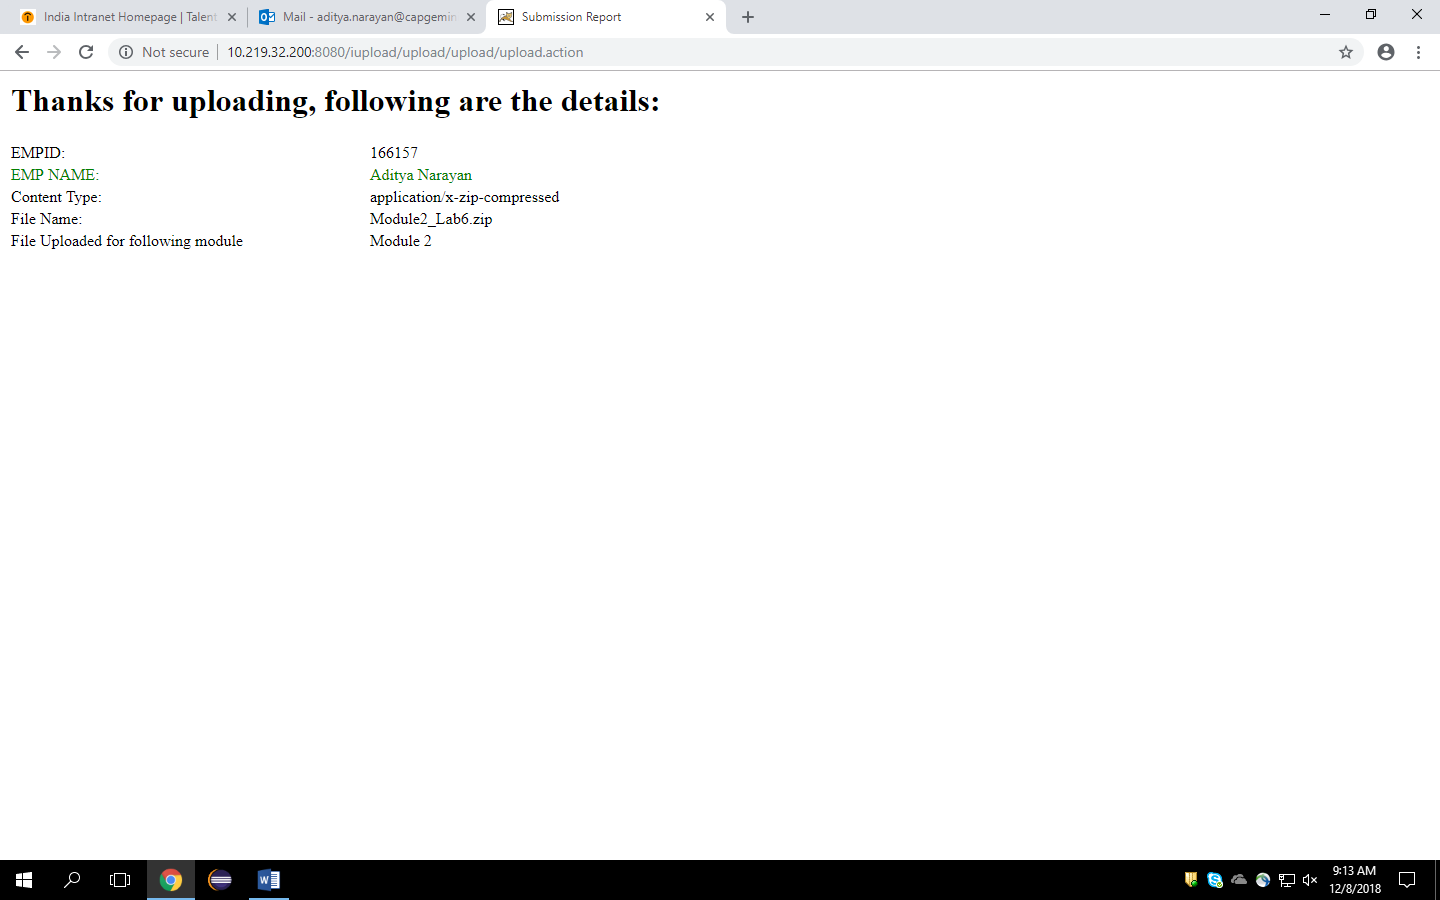 India Intranet Homepage | Talent
Mail - aditya.narayan@capgemin
Submission Report
Not secure
10.219.32.200:8080/iupload/upload/upload/upload.action
Thanks for uploading, following are the details:
EMPID: 166157
EMP NAME: Aditya Narayan
Content Type: application/x-zip-compressed
File Name: Module2_Lab6.zip
File Uploaded for following module Module 2
9:13 AM
12/8/2018